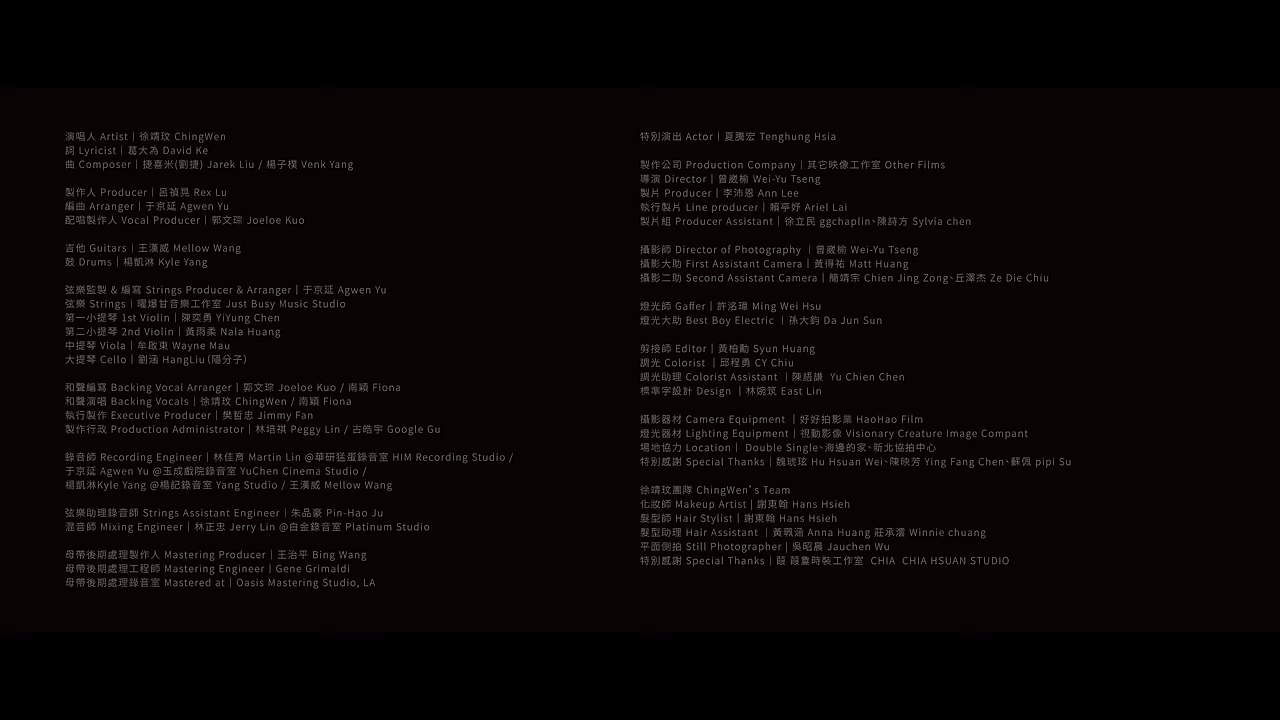 演唱人 Artist｜徐靖玟 ChingWen
詞 Lyricist｜葛大為 David Ke
曲 Composer｜捷喜米(劉捷) Jarek Liu / 楊子樸 Venk Yang
製作人 Producer｜呂禎晃 Rex Lu
編曲 Arranger｜于京延 Agwen Yu
配唱製作人 Vocal Producer｜郭文琮 Joeloe Kuo
吉他 Guitars｜王漢威 Mellow Wang
鼓 Drums｜楊凱淋 Kyle Yang
弦樂監製 & 編寫 Strings Producer & Arranger｜于京延 Agwen Yu
弦樂 Strings｜曜爆甘音樂工作室 Just Busy Music Studio
第一小提琴 1st Violin｜陳奕勇 YiYung Chen
第二小提琴 2nd Violin｜黃雨柔 Nala Huang
中提琴 Viola｜牟啟東 Wayne Mau
大提琴 Cello｜劉涵 HangLiu（隱分子）
和聲編寫 Backing Vocal Arranger｜郭文琮 Joeloe Kuo / 南穎 Fiona
和聲演唱 Backing Vocals｜徐靖玟 ChingWen / 南穎 Fiona
執行製作 Executive Producer｜樊哲忠 Jimmy Fan
製作行政 Production Administrator｜林培祺 Peggy Lin / 古皓宇 Google Gu
錄音師 Recording Engineer｜林佳育 Martin Lin @華研猛蛋錄音室 HIM Recording Studio /
于京延 Agwen Yu @玉成戲院錄音室 YuChen Cinema Studio /
楊凱淋Kyle Yang @楊記錄音室 Yang Studio / 王漢威 Mellow Wang
弦樂助理錄音師 Strings Assistant Engineer｜朱品豪 Pin-Hao Ju
混音師 Mixing Engineer｜林正忠 Jerry Lin @白金錄音室 Platinum Studio
母帶後期處理製作人 Mastering Producer｜王治平 Bing Wang
母帶後期處理工程師 Mastering Engineer｜Gene Grimaldi
母帶後期處理錄音室 Mastered at｜Oasis Mastering Studio, LA
特別演出 Actor｜夏騰宏 Tenghung Hsia
製作公司 Production Company｜其它映像工作室 Other Films
導演 Director｜曾崴榆 Wei-Yu Tseng
製片 Producer｜李沛恩 Ann Lee
執行製片 Line producer｜賴亭妤 Ariel Lai
製片組 Producer Assistant｜徐立民 ggchaplin、陳詩方 Sylvia chen
攝影師 Director of Photography ｜曾崴榆 Wei-Yu Tseng
攝影大助 First Assistant Camera｜黃得祐 Matt Huang
攝影二助 Second Assistant Camera｜簡靖宗 Chien Jing Zong、丘澤杰 Ze Die Chiu
燈光師 Gaffer｜許洺瑋 Ming Wei Hsu
燈光大助 Best Boy Electric ｜孫大鈞 Da Jun Sun
剪接師 Editor｜黃柏勳 Syun Huang
調光 Colorist ｜邱程勇 CY Chiu
調光助理 Colorist Assistant ｜陳語謙 Yu Chien Chen
標準字設計 Design ｜林婉筑 East Lin
攝影器材 Camera Equipment ｜好好拍影業 HaoHao Film
燈光器材 Lighting Equipment｜視動影像 Visionary Creature Image Compant
場地協力 Location｜ Double Single、海邊的家、新北協拍中心
特別感謝 Special Thanks｜魏琥玹 Hu Hsuan Wei、陳映芳 Ying Fang Chen、蘇佩 pipi Su
徐靖玟團隊 ChingWen's Team
化妝師 Makeup Artist｜謝東翰 Hans Hsieh
髮型師 Hair Stylist｜謝東翰 Hans Hsieh
髮型助理 Hair Assistant ｜黃珮涵 Anna Huang 莊承澐 Winnie chuang
平面側拍 Still Photographer｜吳昭晨 Jauchen Wu
特別感謝 Special Thanks｜時裝工作室 CHIA CHIA HSUAN STUDIO